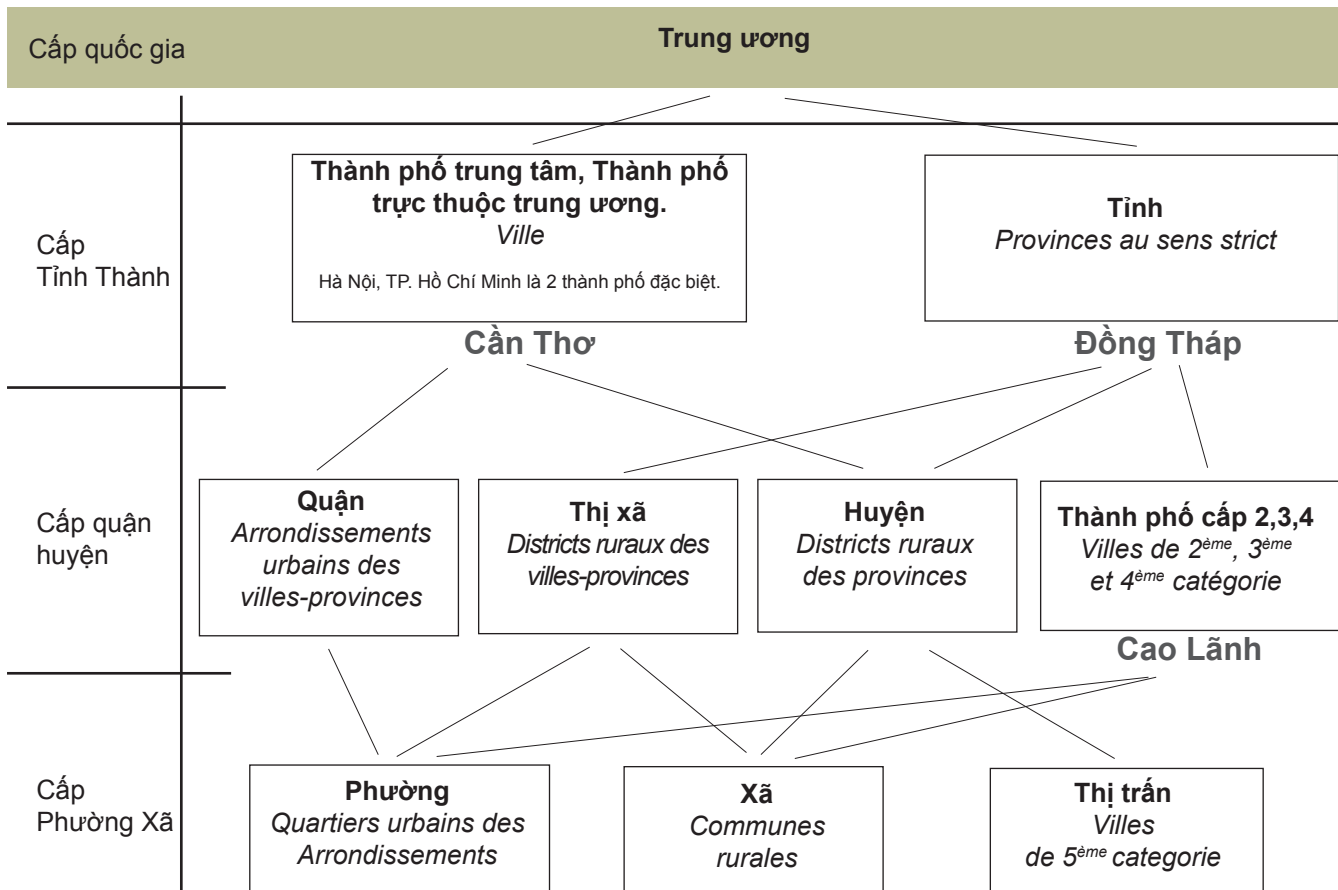 Cấp quốc gia
Trung ương
Cấp
Tỉnh Thành
Thành phố trung tâm, Thành phố
trực thuộc trung ương.
Ville
Hà Nội, TP. Hồ Chí Minh là 2 thành phố đặc biệt.
Tỉnh
Provinces au sens strict
Cần Thơ
Đồng Tháp
Cấp quận
huyện
Quận
Arrondissements
urbains des
villes-provinces
Thị xã
Districts ruraux des
villes-provinces
Huyện
Districts ruraux
des provinces
Thành phố cấp 2,3,4
Villes de 2ème, 3ème
et 4ème catégorie
Cao Lãnh
Cấp
Phường Xã
Phường
Quartiers urbains des
Arrondissements
Xã
Communes
rurales
Thị trấn
Villes
de 5ème categorie